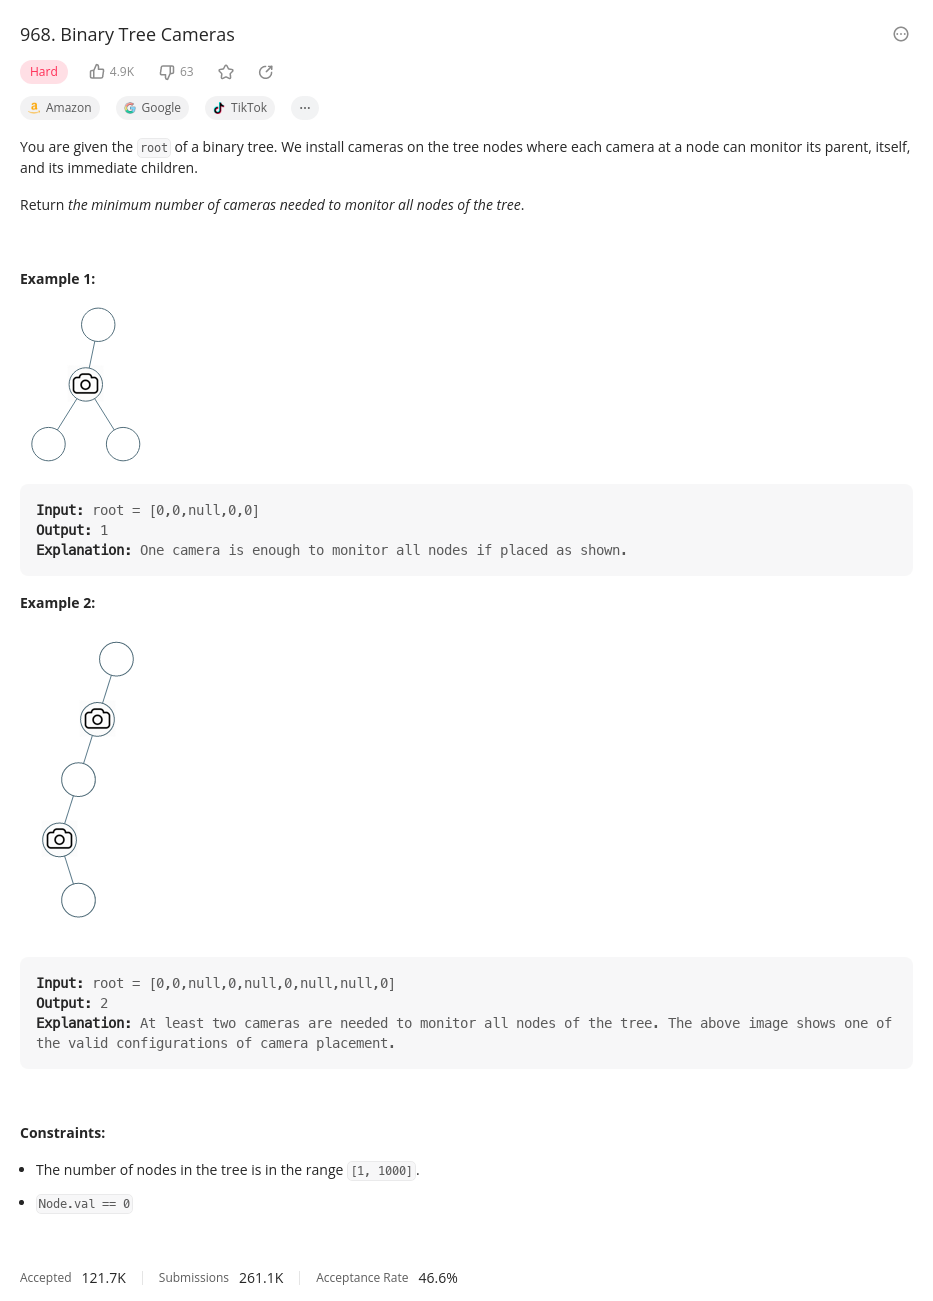 968. Binary Tree Cameras
Hard 4.9K 63
Amazon Google TikTok ...
You are given the root of a binary tree. We install cameras on the tree nodes where each camera at a node can monitor its parent, itself,
and its immediate children.
Return the minimum number of cameras needed to monitor all nodes of the tree.
Example 1:
Input: root = [0,0,null,0,0]
Output: 1
Explanation: One camera is enough to monitor all nodes if placed as shown.
Example 2:
Input: root = [0,0,null,0,null,0,null,null,0]
Output: 2
Explanation: At least two cameras are needed to monitor all nodes of the tree. The above image shows one of
the valid configurations of camera placement.
Constraints:
• The number of nodes in the tree is in the range [1, 1000].
• Node.val == 0
Accepted 121.7K Submissions 261.1K Acceptance Rate 46.6%